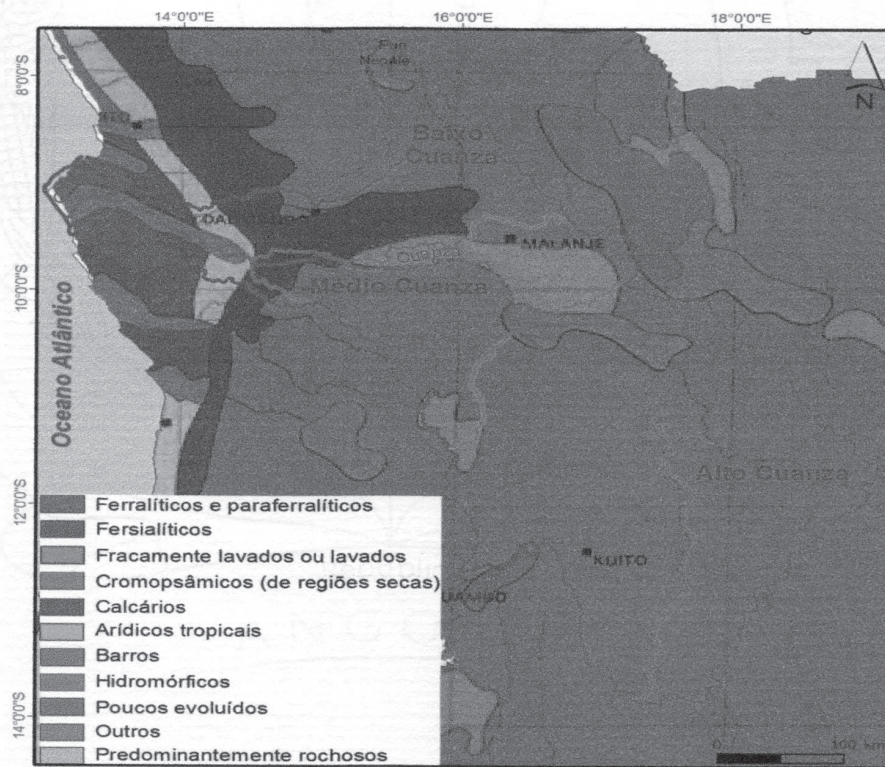 14°0'0"E
16°0'0"E
18°0'0"E
8°0'0"S
10°0'0"S
12°0'0"S
14°0'0"S
N
Baixo
Cuanza
MALANJE
Cuanza
Médio Cuanza
Oceano Atlântico
Alto Cuanza
KUITO
Ferralíticos e paraferralíticos
Fersialíticos
Fracamente lavados ou lavados
Cromopsâmicos (de regiões secas)
Calcários
Arídicos tropicais
Barros
Hidromórficos
Poucos evoluídos
Outros
Predominantemente rochosos
0 100 km